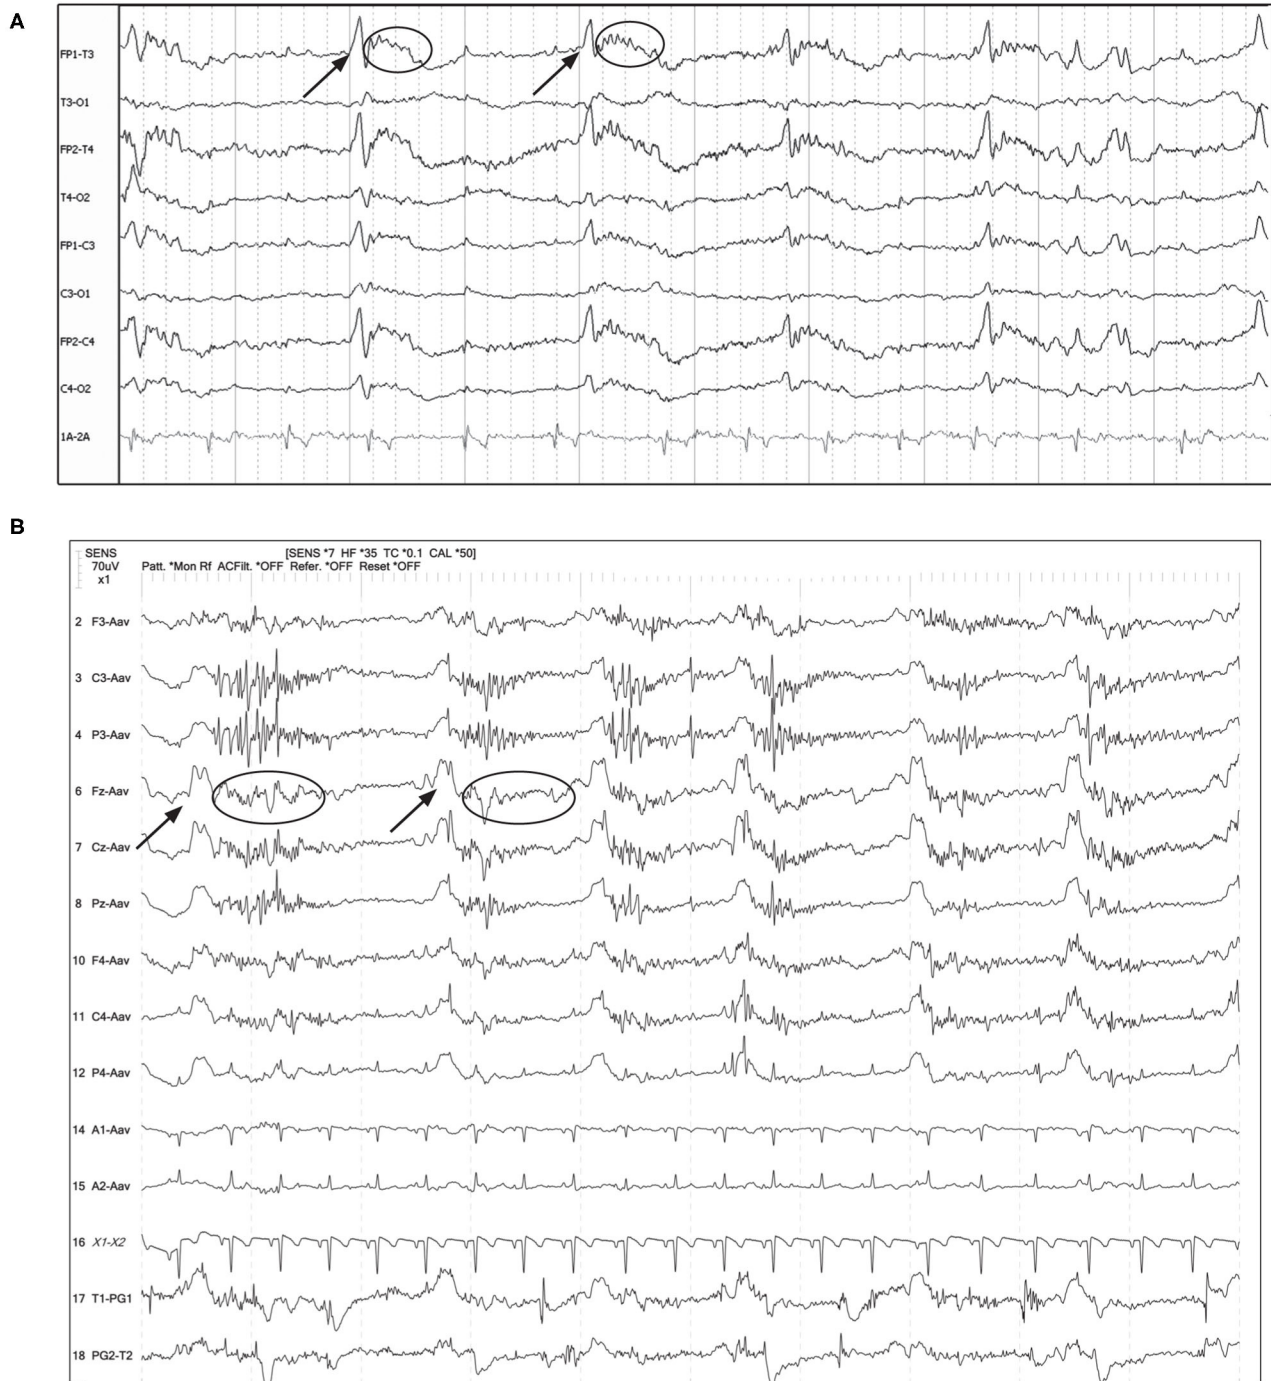 A
FP1-T3
T3-O1
FP2-T4
T4-O2
FP1-C3
C3-O1
FP2-C4
C4-O2
1A-2A
B
SENS [SENS *7 HF *35 TC *0.1 CAL *50]
70uV Patt. *Mon Rf ACFilt. *OFF Refer. *OFF Reset *OFF
x1
2 F3-Aav
3 C3-Aav
4 P3-Aav
6 Fz-Aav
7 Cz-Aav
8 Pz-Aav
10 F4-Aav
11 C4-Aav
12 P4-Aav
14 A1-Aav
15 A2-Aav
16 X1-X2
17 T1-PG1
18 PG2-T2